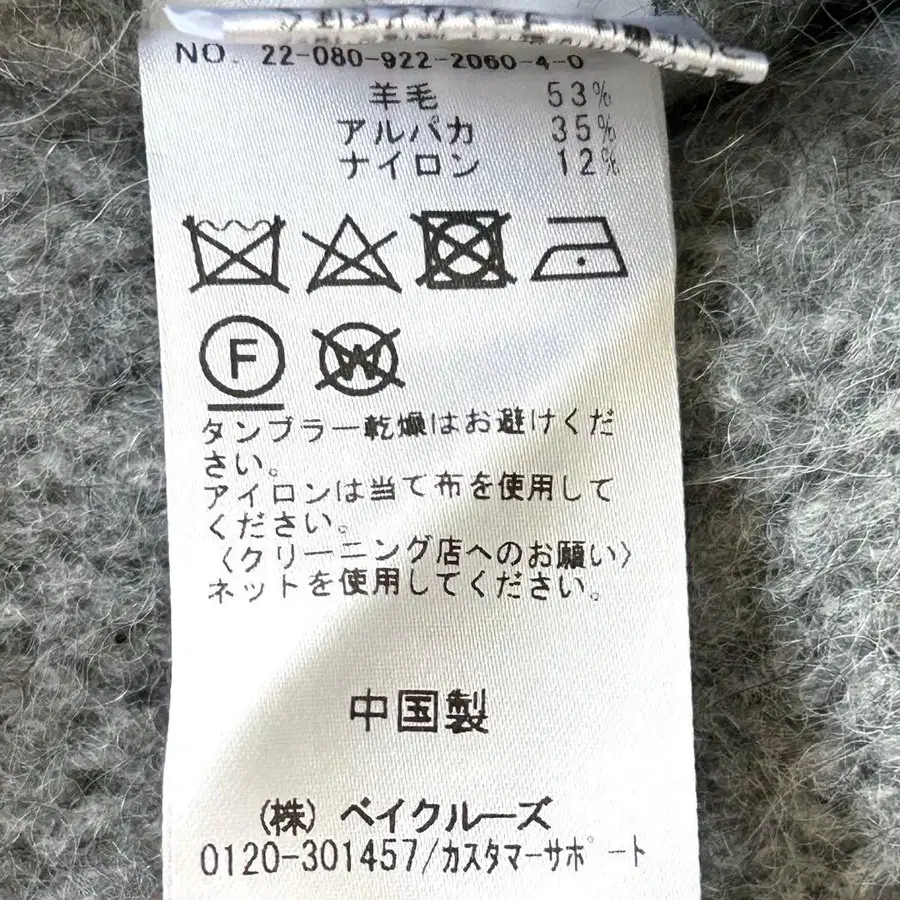 NO. 22-080-922-2060-4-0
羊毛 53%
アルパカ 35%
ナイロン 12%
F
W
タンブラー乾燥はお避けくだ
さい。
アイロンは当て布を使用して
ください。
〈クリーニング店へのお願い〉
ネットを使用してください。
中国製
(株) ベイクルーズ
0120-301457/カスタマーサポート